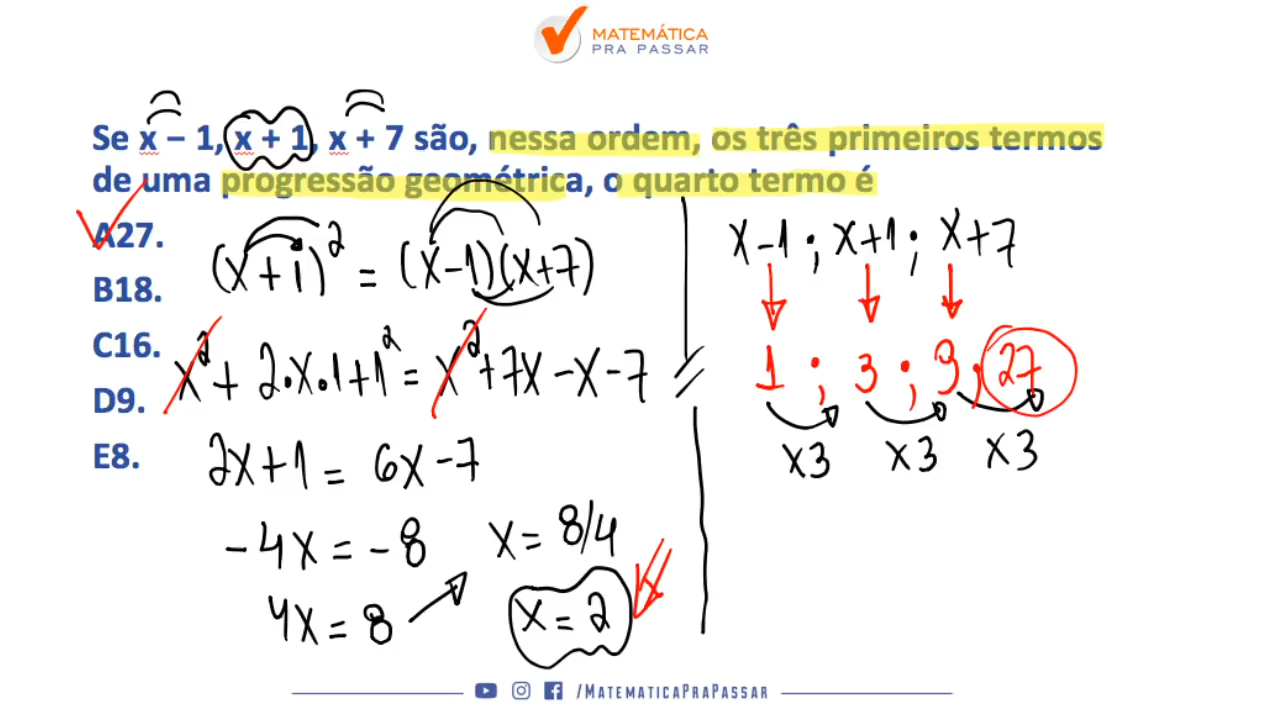 MATEMÁTICA
PRA PASSAR
Se x – 1, x + 1, x + 7 são, nessa ordem, os três primeiros termos
de uma progressão geométrica, o quarto termo é
A27.
B18.
C16.
D9.
E8.
(x+1)² = (x-1)(x+7)
x² + 2.x.1+1² = x²+7x-x-7
2x+1 = 6x-7
-4x = -8
x = 8/4
4x = 8
x = 2
x-1 ; x+1 ; x+7
1 ; 3 ; 9 ; 27
x3 x3 x3
/MATEMATICAPRAPASSAR